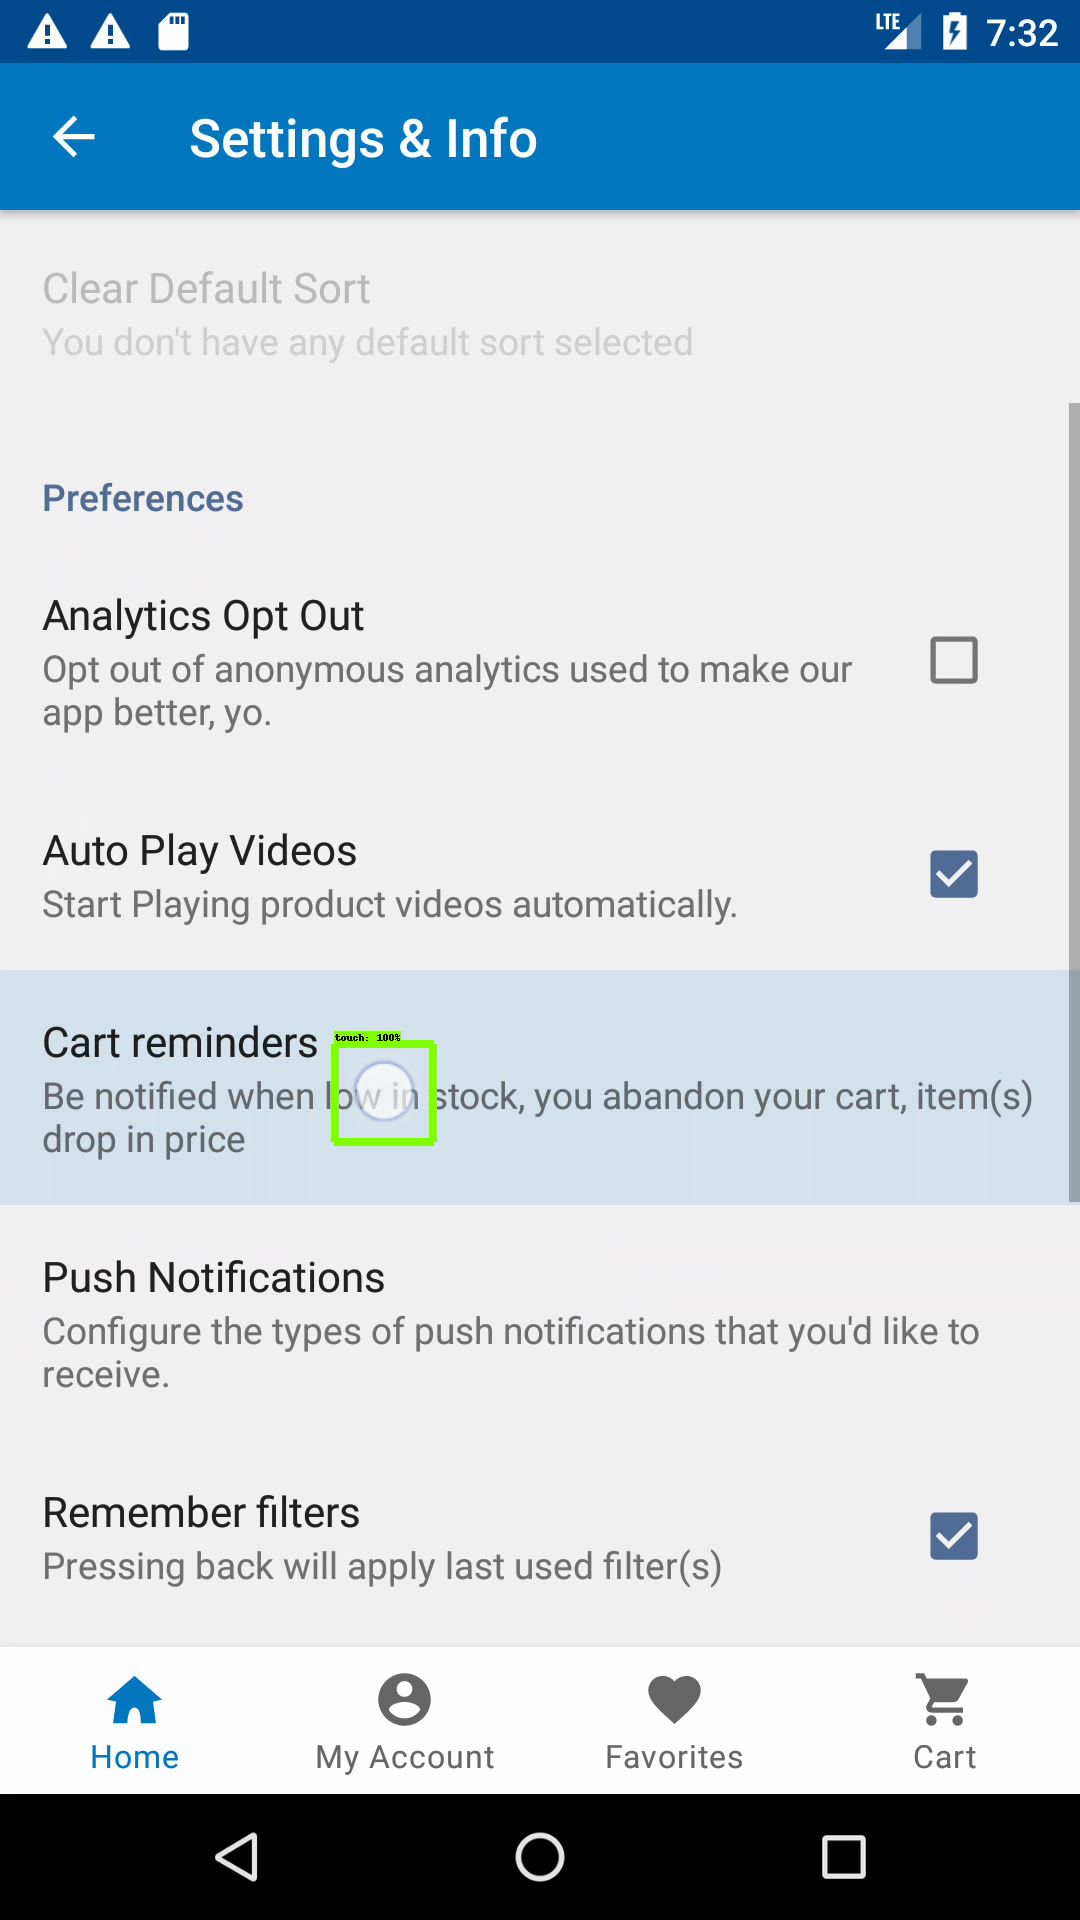 LTE 7:32
Settings & Info
Clear Default Sort
You don't have any default sort selected
Preferences
Analytics Opt Out
Opt out of anonymous analytics used to make our
app better, yo.
Auto Play Videos
Start Playing product videos automatically.
Cart reminders
touch: 100%
Be notified when low in stock, you abandon your cart, item(s)
drop in price
Push Notifications
Configure the types of push notifications that you'd like to
receive.
Remember filters
Pressing back will apply last used filter(s)
Home
My Account
Favorites
Cart